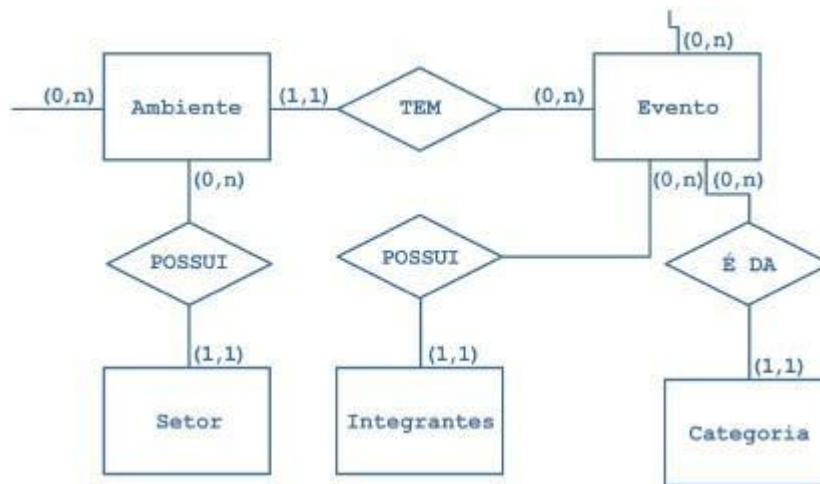 (0,n)
(0,n)
Ambiente
(1,1)
TEM
(0,n)
Evento
(0,n)
(0,n)
(0,n)
POSSUI
POSSUI
É DA
(1,1)
(1,1)
(1,1)
Setor
Integrantes
Categoria